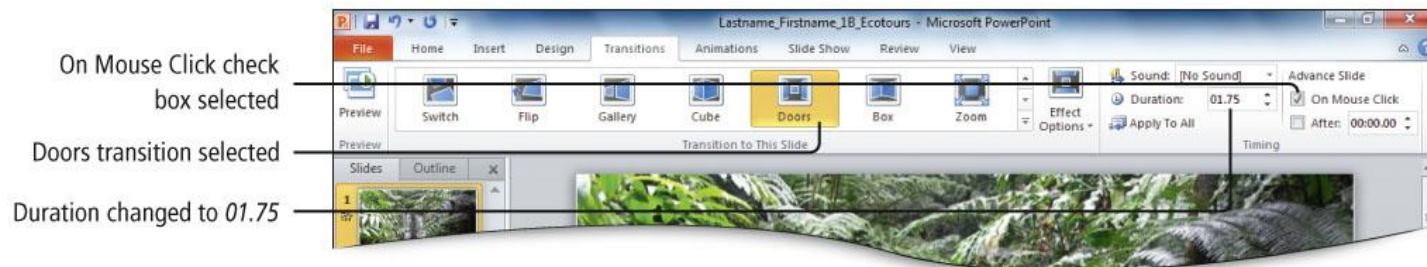 Lastname_Firstname_1B_Ecotours - Microsoft PowerPoint
File Home Insert Design Transitions Animations Slide Show Review View
On Mouse Click check
box selected
Doors transition selected
Duration changed to 01.75
Preview
Switch Flip Gallery Cube Doors Box Zoom
Effect
Options
Sound: [No Sound]
Duration: 01.75
Apply To All
Advance Slide
On Mouse Click
After: 00:00.00
Preview
Transition to This Slide
Timing
Slides Outline
1